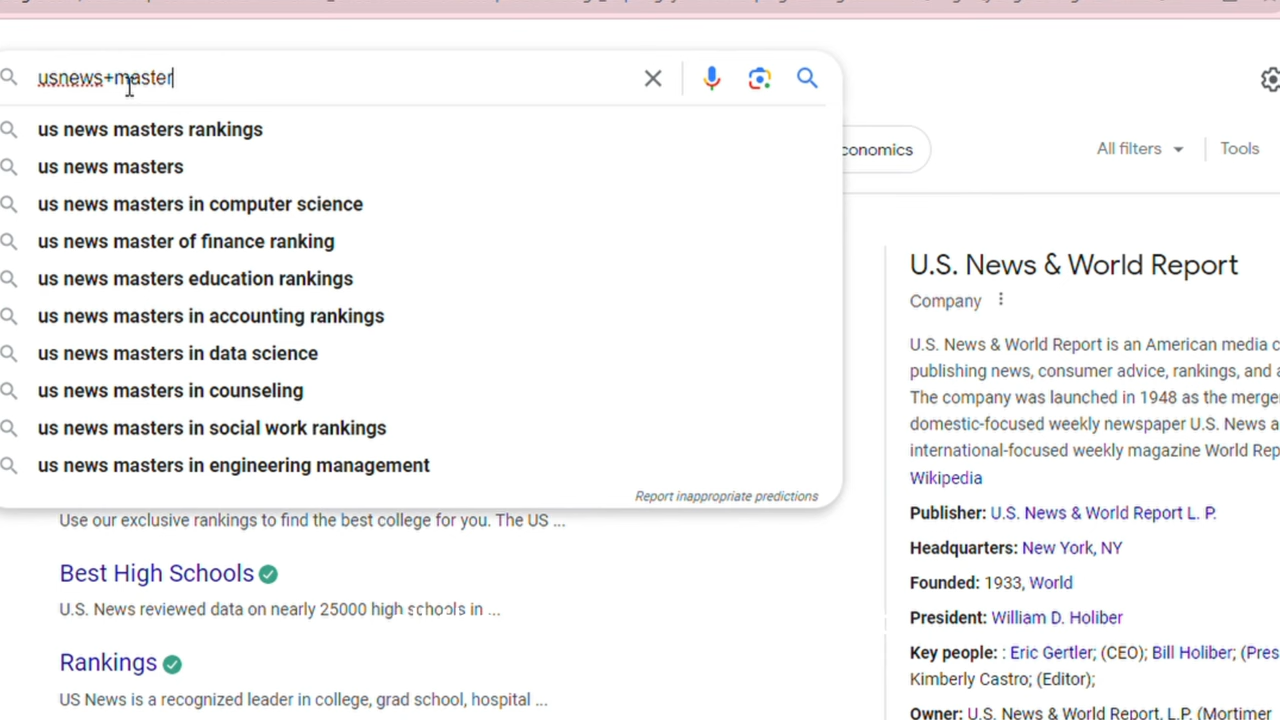 usnews+master
us news masters rankings
us news masters
us news masters in computer science
us news master of finance ranking
us news masters education rankings
us news masters in accounting rankings
us news masters in data science
us news masters in counseling
us news masters in social work rankings
us news masters in engineering management
Report inappropriate predictions
conomics
All filters
Tools
Use our exclusive rankings to find the best college for you. The US ...
Best High Schools
U.S. News reviewed data on nearly 25000 high schools in ...
Rankings
US News is a recognized leader in college, grad school, hospital ...
U.S. News & World Report
Company
U.S. News & World Report is an American media c
publishing news, consumer advice, rankings, and a
The company was launched in 1948 as the merger
domestic-focused weekly newspaper U.S. News a
international-focused weekly magazine World Rep
Wikipedia
Publisher: U.S. News & World Report L. P.
Headquarters: New York, NY
Founded: 1933, World
President: William D. Holiber
Key people: : Eric Gertler; (CEO); Bill Holiber; (Pres
Kimberly Castro; (Editor);
Owner: U.S. News & World Report, L.P. (Mortimer